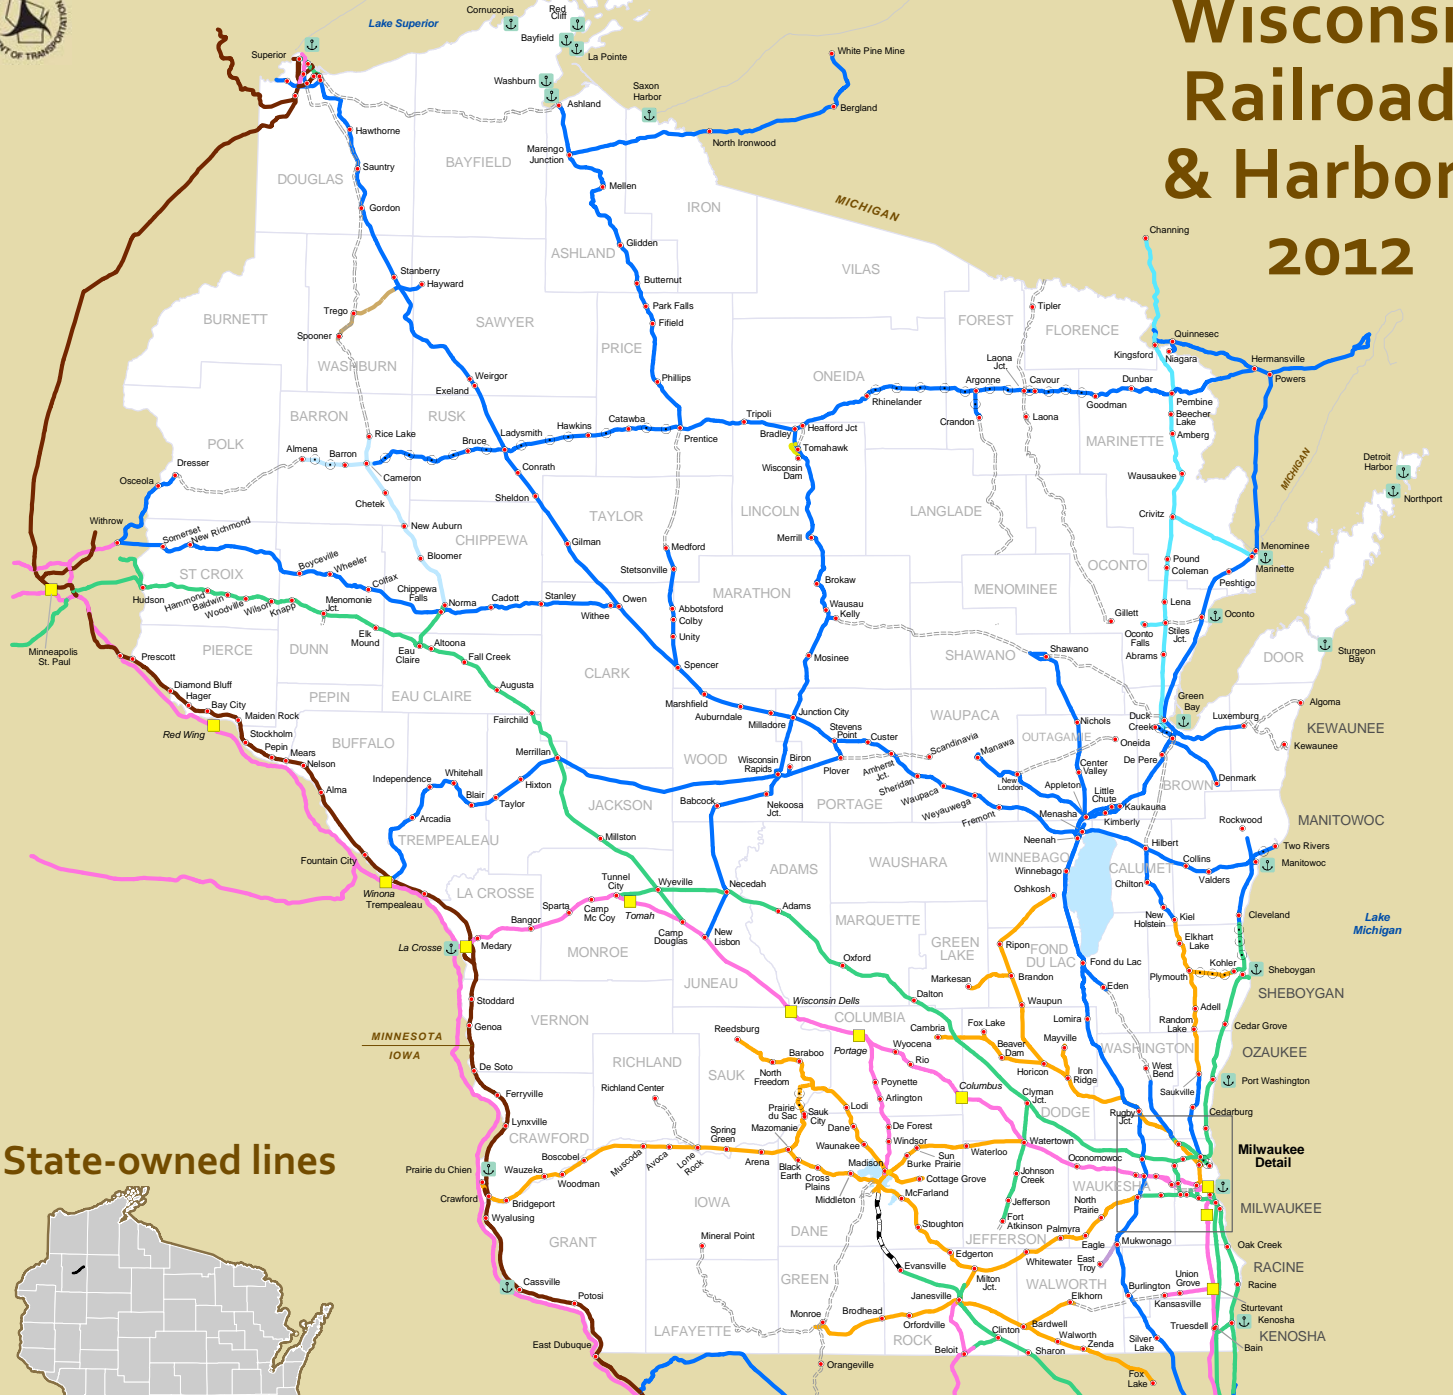 Wisconsi
Railroad
& Harbor
2012
ENT OF TRANSPORTATION
Lake Superior
Cornucopia
Red
Cliff
Bayfield
La Pointe
Superior
Washburn
Ashland
Saxon
Harbor
White Pine Mine
Bergland
North Ironwood
Hawthorne
Marengo
Junction
BAYFIELD
Sauntry
DOUGLAS
Mellen
Gordon
IRON
MICHIGAN
Channing
Glidden
ASHLAND
Stanberry
Hayward
Butternut
VILAS
Park Falls
Trego
Fifield
BURNETT
SAWYER
Tipler
FOREST
FLORENCE
Spooner
PRICE
Quinnesec
Kingsford
Niagara
Laona
Jct.
Hermansville
WASHBURN
Weirgor
Exeland
Phillips
ONEIDA
Argonne
Cavour
Dunbar
Powers
Rhinelander
Goodman
Pembine
BARRON
RUSK
Catawba
Tripoli
Beecher
Lake
Hawkins
Ladysmith
Bradley
Heafford Jct
Crandon
Laona
Amberg
Rice Lake
Bruce
Prentice
MARINETTE
POLK
Almena
Barron
Tomahawk
Dresser
Cameron
Conrath
Wisconsin
Dam
Detroit
Harbor
Osceola
Wausaukee
MICHIGAN
Chetek
Sheldon
Northport
TAYLOR
LINCOLN
LANGLADE
Withrow
New Auburn
Crivitz
Somerset
New Richmond
CHIPPEWA
Gilman
Merrill
Bloomer
Medford
Menominee
Boyceville
Wheeler
Pound
Coleman
OCONTO
Marinette
ST CROIX
Stetsonville
Colfax
Brokaw
Peshtigo
Hudson
Hammond
Baldwin
Woodville
Wilson
Knapp
Menomonie
Jct.
Chippewa
Falls
Norma
Cadott
Stanley
Owen
Withee
MARATHON
MENOMINEE
Lena
Abbotsford
Colby
Wausau
Kelly
Gillett
Oconto
Oconto
Falls
Stiles
Jct.
Elk
Mound
Unity
Minneapolis
St. Paul
PIERCE
DUNN
Eau
Claire
Altoona
Prescott
Fall Creek
Mosinee
SHAWANO
Shawano
Abrams
DOOR
Sturgeon
Bay
Spencer
CLARK
Diamond Bluff
Hager
Bay City
PEPIN
EAU CLAIRE
Augusta
Marshfield
Green
Bay
Algoma
Maiden Rock
Fairchild
Auburndale
Milladore
Junction City
WAUPACA
Nichols
Duck
Creek
Luxemburg
Red Wing
Stockholm
BUFFALO
Stevens
Point
Custer
OUTAGAMIE
Oneida
KEWAUNEE
Pepin
Mears
Nelson
Merrillan
WOOD
Scandinavia
Manawa
De Pere
Kewaunee
Independence
Whitehall
Wisconsin
Rapids
Biron
Plover
Amherst
Jct.
Center
Valley
Hixton
Sheridan
New
London
Denmark
Alma
Blair
Taylor
JACKSON
Babcock
Nekoosa
Jct.
PORTAGE
Waupaca
Appleton
Little
Chute
BROWN
Weyauwega
Kaukauna
Arcadia
Fremont
Menasha
Kimberly
Rockwood
MANITOWOC
TREMPEALEAU
Millston
Neenah
Hilbert
Two Rivers
Fountain City
ADAMS
WAUSHARA
WINNEBAGO
Winnebago
CALUMET
Collins
Manitowoc
Valders
Winona
Trempealeau
LA CROSSE
Tunnel
City
Wyeville
Necedah
Oshkosh
Chilton
Sparta
Camp
Mc Coy
Tomah
Adams
MARQUETTE
New
Holstein
Kiel
Cleveland
Lake
Michigan
Bangor
Camp
Douglas
New
Lisbon
GREEN
LAKE
Ripon
FOND
DU LAC
Elkhart
Lake
La Crosse
Medary
MONROE
Oxford
Fond du Lac
Kohler
Sheboygan
JUNEAU
Markesan
Brandon
Plymouth
Eden
SHEBOYGAN
Stoddard
Wisconsin Dells
Dalton
Waupun
Adell
VERNON
COLUMBIA
Lomira
Random
Lake
Cedar Grove
Genoa
Reedsburg
Cambria
Fox Lake
MINNESOTA
IOWA
Portage
Wyocena
Beaver
Dam
Mayville
WASHINGTON
OZAUKEE
RICHLAND
Baraboo
Rio
De Soto
SAUK
North
Freedom
Horicon
Iron
Ridge
West
Bend
Richland Center
Poynette
Columbus
Port Washington
Ferryville
Arlington
Clyman
Jct.
Saukville
Lodi
Prairie
du Sac
Sauk
City
DODGE
Rugby
Jct.
Cedarburg
Lynxville
Mazomanie
Dane
De Forest
CRAWFORD
Spring
Green
Waunakee
Windsor
Watertown
Milwaukee
Detail
State-owned lines
Boscobel
Muscoda
Avoca
Lone
Rock
Arena
Sun
Prairie
Waterloo
Oconomowoc
Prairie du Chien
Wauzeka
Black
Earth
Madison
Burke
Cross
Plains
Cottage Grove
Johnson
Creek
WAUKESHA
Woodman
Crawford
Bridgeport
IOWA
Middleton
McFarland
Jefferson
North
Prairie
MILWAUKEE
Wyalusing
DANE
Stoughton
Fort
Atkinson
Palmyra
GRANT
Mineral Point
JEFFERSON
Eagle
Mukwonago
Oak Creek
Edgerton
Whitewater
East
Troy
RACINE
Evansville
GREEN
Milton
Jct.
WALWORTH
Union
Grove
Cassville
Burlington
Racine
Potosi
Janesville
Elkhorn
Kansasville
Brodhead
Monroe
Orfordville
Sturtevant
Kenosha
LAFAYETTE
Clinton
Bardwell
Truesdell
ROCK
Walworth
KENOSHA
East Dubuque
Beloit
Zenda
Silver
Lake
Bain
Sharon
Orangeville
Fox
Lake